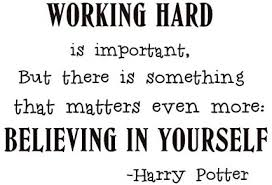 WORKING HARD
is important,
But there is something
that matters even more:
BELIEVING IN YOURSELF
-Harry Potter